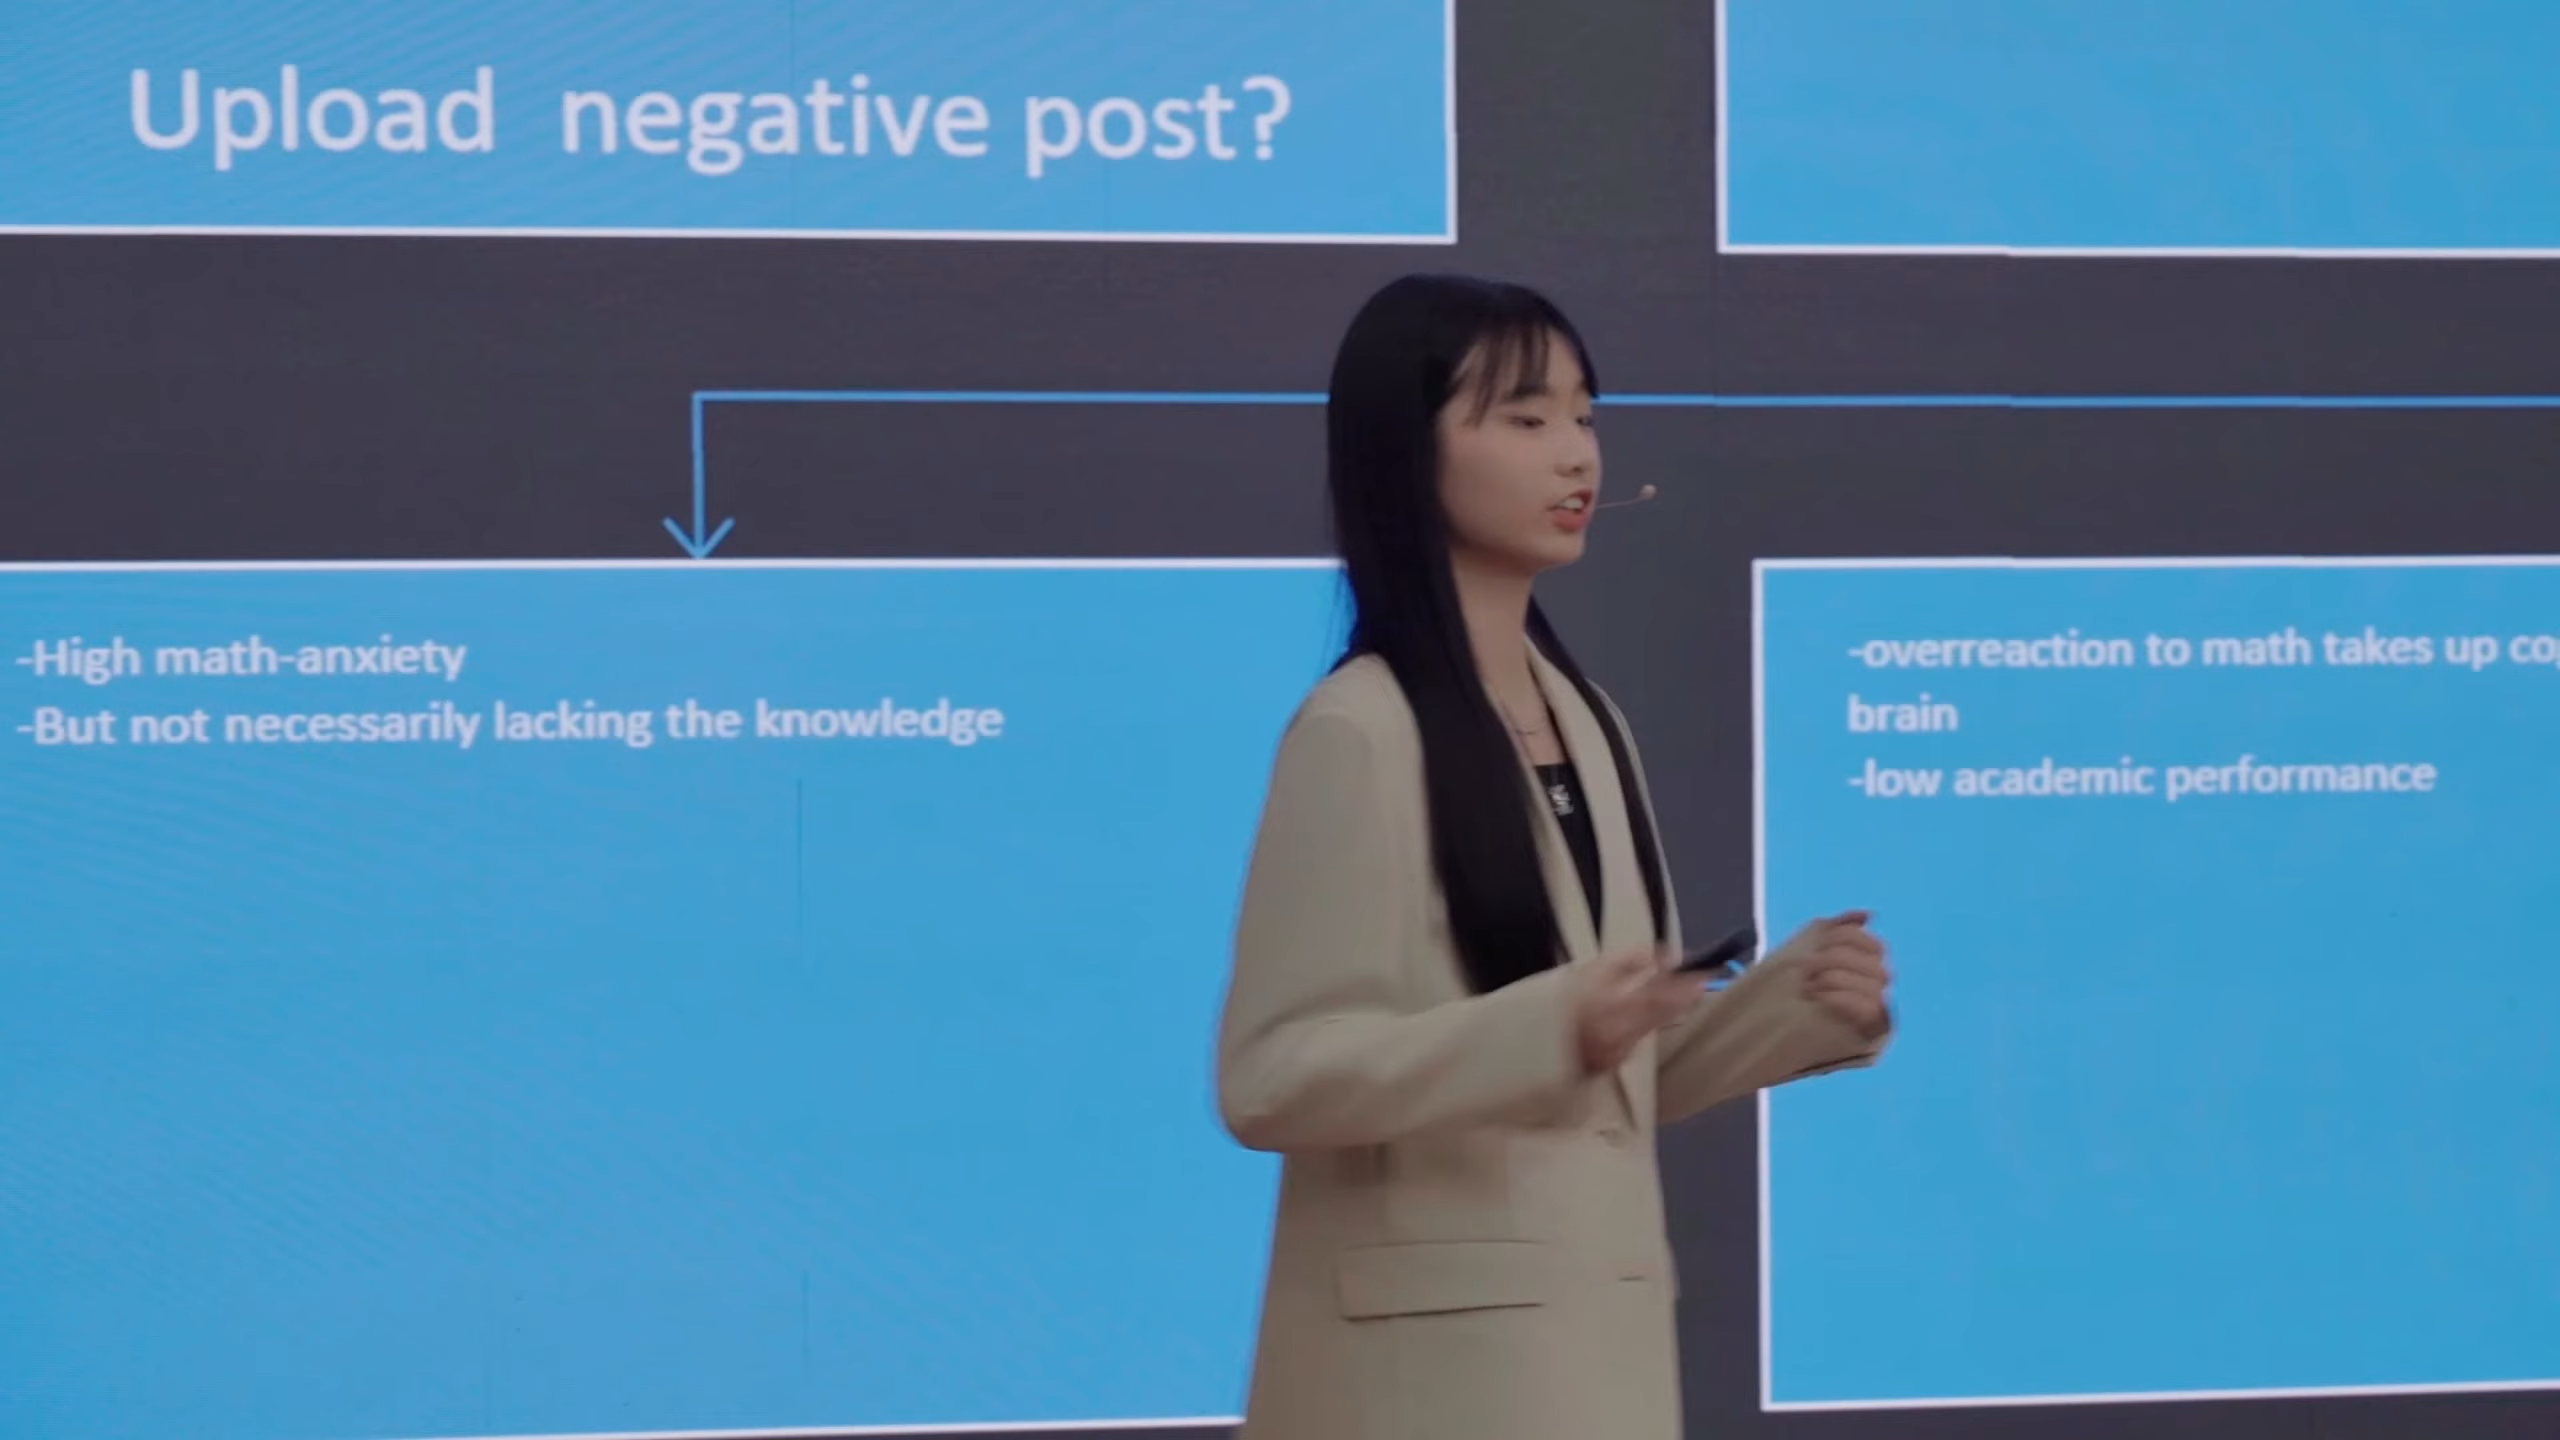 Upload negative post?
-High math-anxiety
-But not necessarily lacking the knowledge
-overreaction to math takes up
brain
-low academic performance